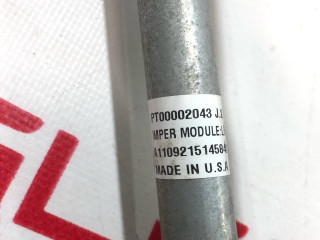 PT00002043 J.
MPER MODULE:L
A11092151458
MADE IN U.S.A